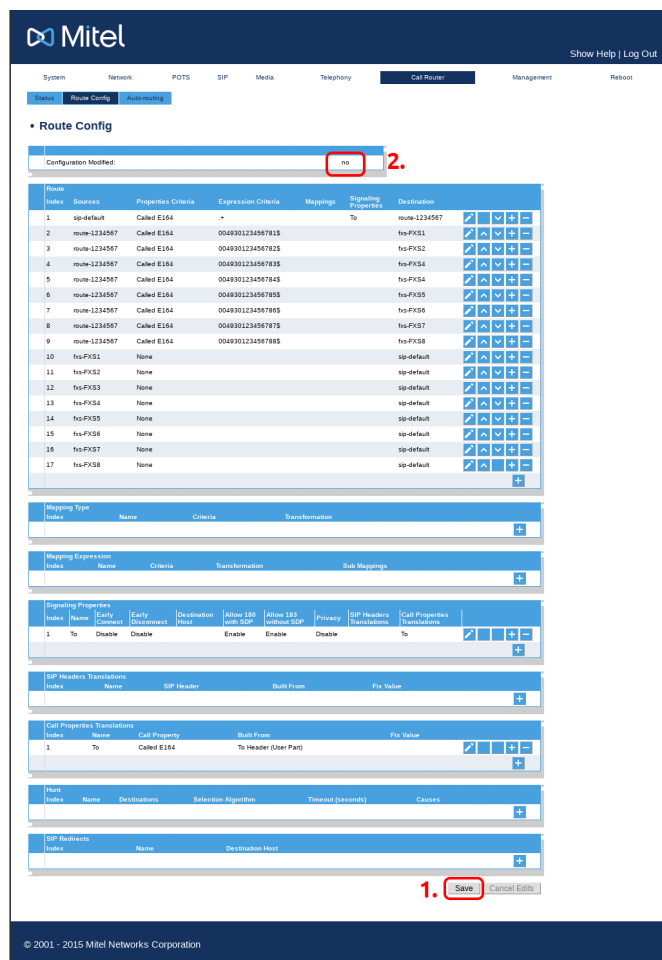 Mitel
Show Help | Log Out
System Network POTS SIP Media Telephony Call Router Management Reboot
Status Route Config Auto-routing
• Route Config
Configuration Modified: no 2.
Route
Index Sources Properties Criteria Expression Criteria Mappings Signaling Properties Destination
1 sip-default Called E164 .+ To route-1234567
2 route-1234567 Called E164 004930123456781$ fxs-FXS1
3 route-1234567 Called E164 004930123456782$ fxs-FXS2
4 route-1234567 Called E164 004930123456783$ fxs-FXS4
5 route-1234567 Called E164 004930123456784$ fxs-FXS4
6 route-1234567 Called E164 004930123456785$ fxs-FXS5
7 route-1234567 Called E164 004930123456786$ fxs-FXS6
8 route-1234567 Called E164 004930123456787$ fxs-FXS7
9 route-1234567 Called E164 004930123456788$ fxs-FXS8
10 fxs-FXS1 None sip-default
11 fxs-FXS2 None sip-default
12 fxs-FXS3 None sip-default
13 fxs-FXS4 None sip-default
14 fxs-FXS5 None sip-default
15 fxs-FXS6 None sip-default
16 fxs-FXS7 None sip-default
17 fxs-FXS8 None sip-default
Mapping Type
Index Name Criteria Transformation
Mapping Expression
Index Name Criteria Transformation Sub Mappings
Signaling Properties
Index Name Early Connect Early Disconnect Destination Host Allow 180 with SDP Allow 183 without SDP Privacy SIP Headers Translations Call Properties Translations
1 To Disable Disable Enable Enable Disable To
SIP Headers Translations
Index Name SIP Header Built From Fix Value
Call Properties Translations
Index Name Call Property Built From Fix Value
1 To Called E164 To Header (User Part)
Hunt
Index Name Destinations Selection Algorithm Timeout (seconds) Causes
SIP Redirects
Index Name Destination Host
1. Save Cancel Edits
© 2001 - 2015 Mitel Networks Corporation